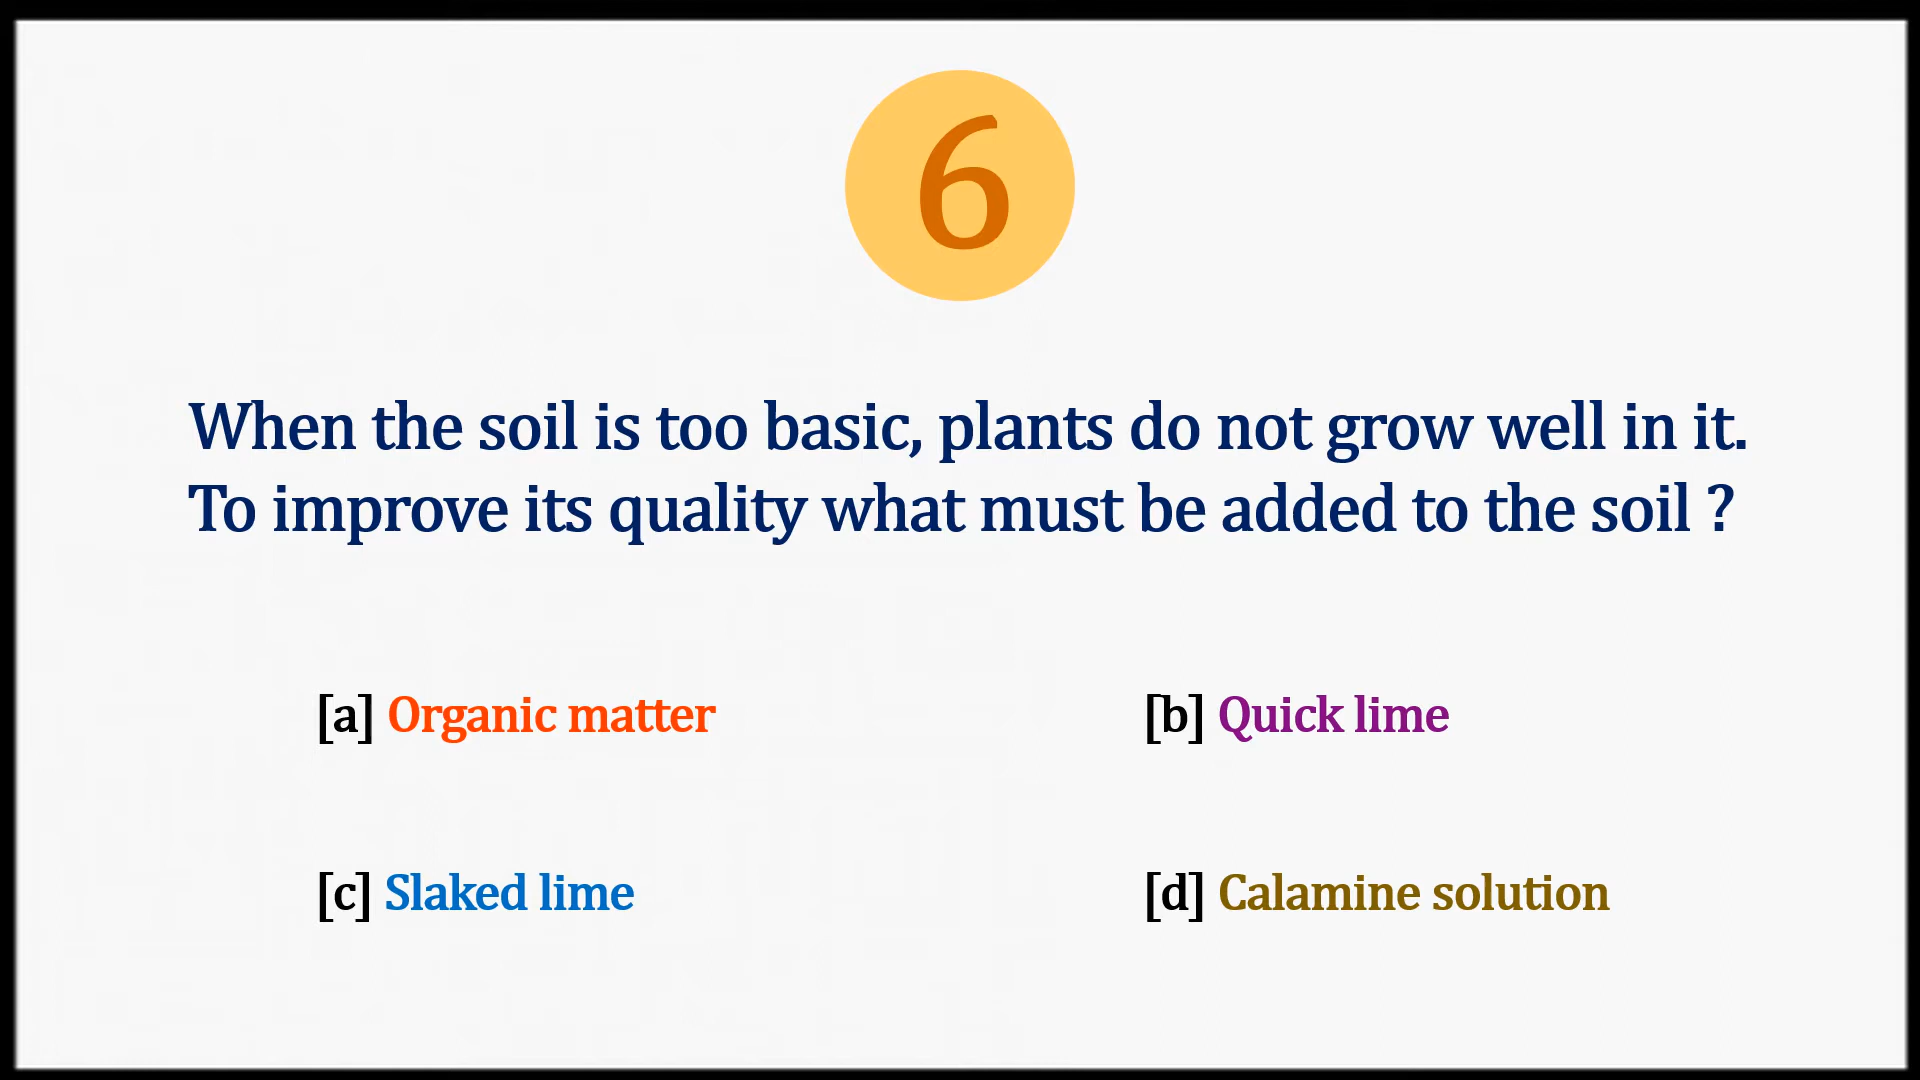 6
When the soil is too basic, plants do not grow well in it.
To improve its quality what must be added to the soil ?
[a] Organic matter
[b] Quick lime
[c] Slaked lime
[d] Calamine solution